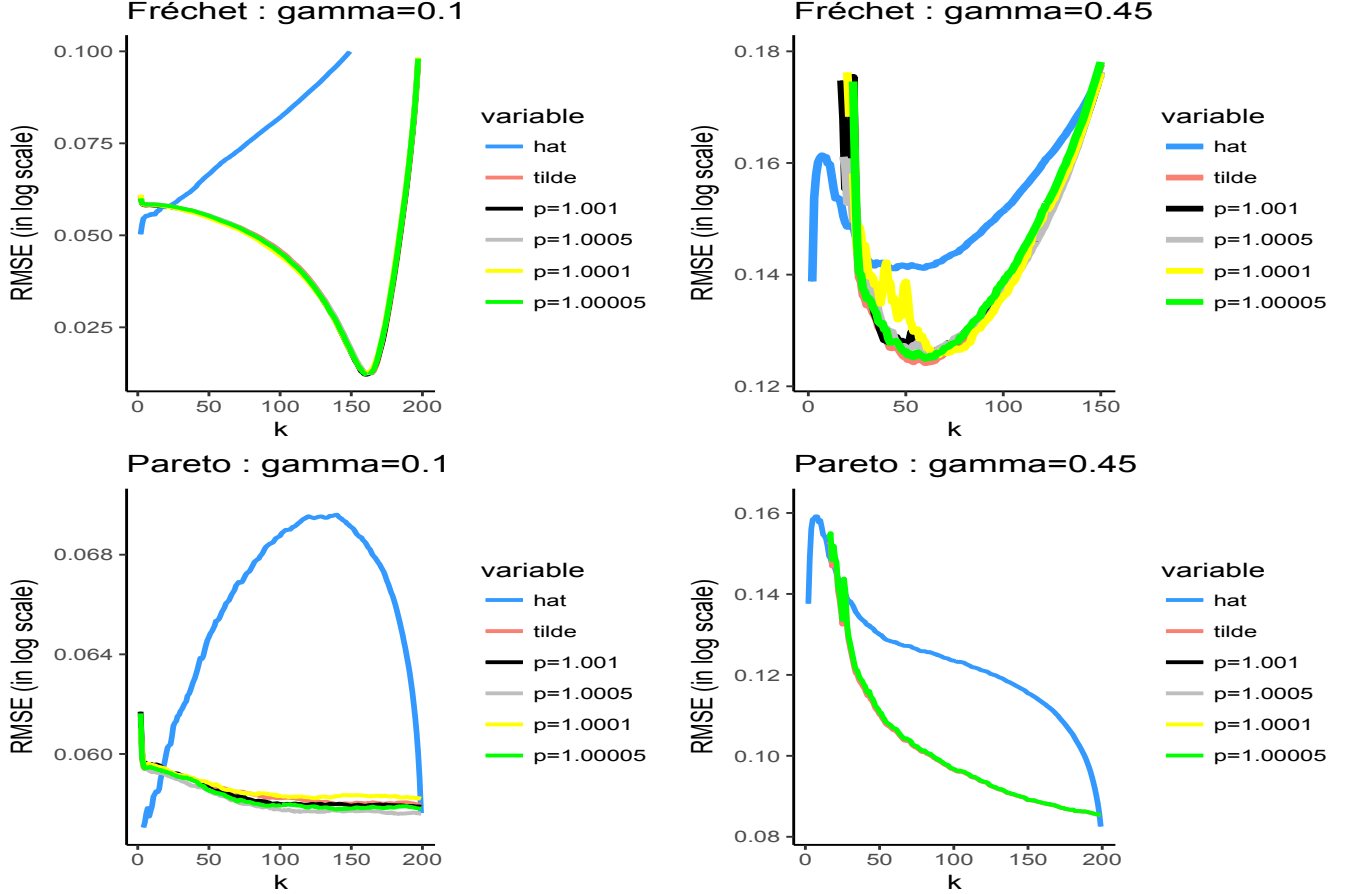 Fréchet : gamma=0.1
RMSE (in log scale)
0.100
0.075
0.050
0.025
0 50 100 150 200
k
variable
hat
tilde
p=1.001
p=1.0005
p=1.0001
p=1.00005
Fréchet : gamma=0.45
RMSE (in log scale)
0.18
0.16
0.14
0.12
0 50 100 150
k
variable
hat
tilde
p=1.001
p=1.0005
p=1.0001
p=1.00005
Pareto : gamma=0.1
RMSE (in log scale)
0.068
0.064
0.060
0 50 100 150 200
k
variable
hat
tilde
p=1.001
p=1.0005
p=1.0001
p=1.00005
Pareto : gamma=0.45
RMSE (in log scale)
0.16
0.14
0.12
0.10
0.08
0 50 100 150 200
k
variable
hat
tilde
p=1.001
p=1.0005
p=1.0001
p=1.00005